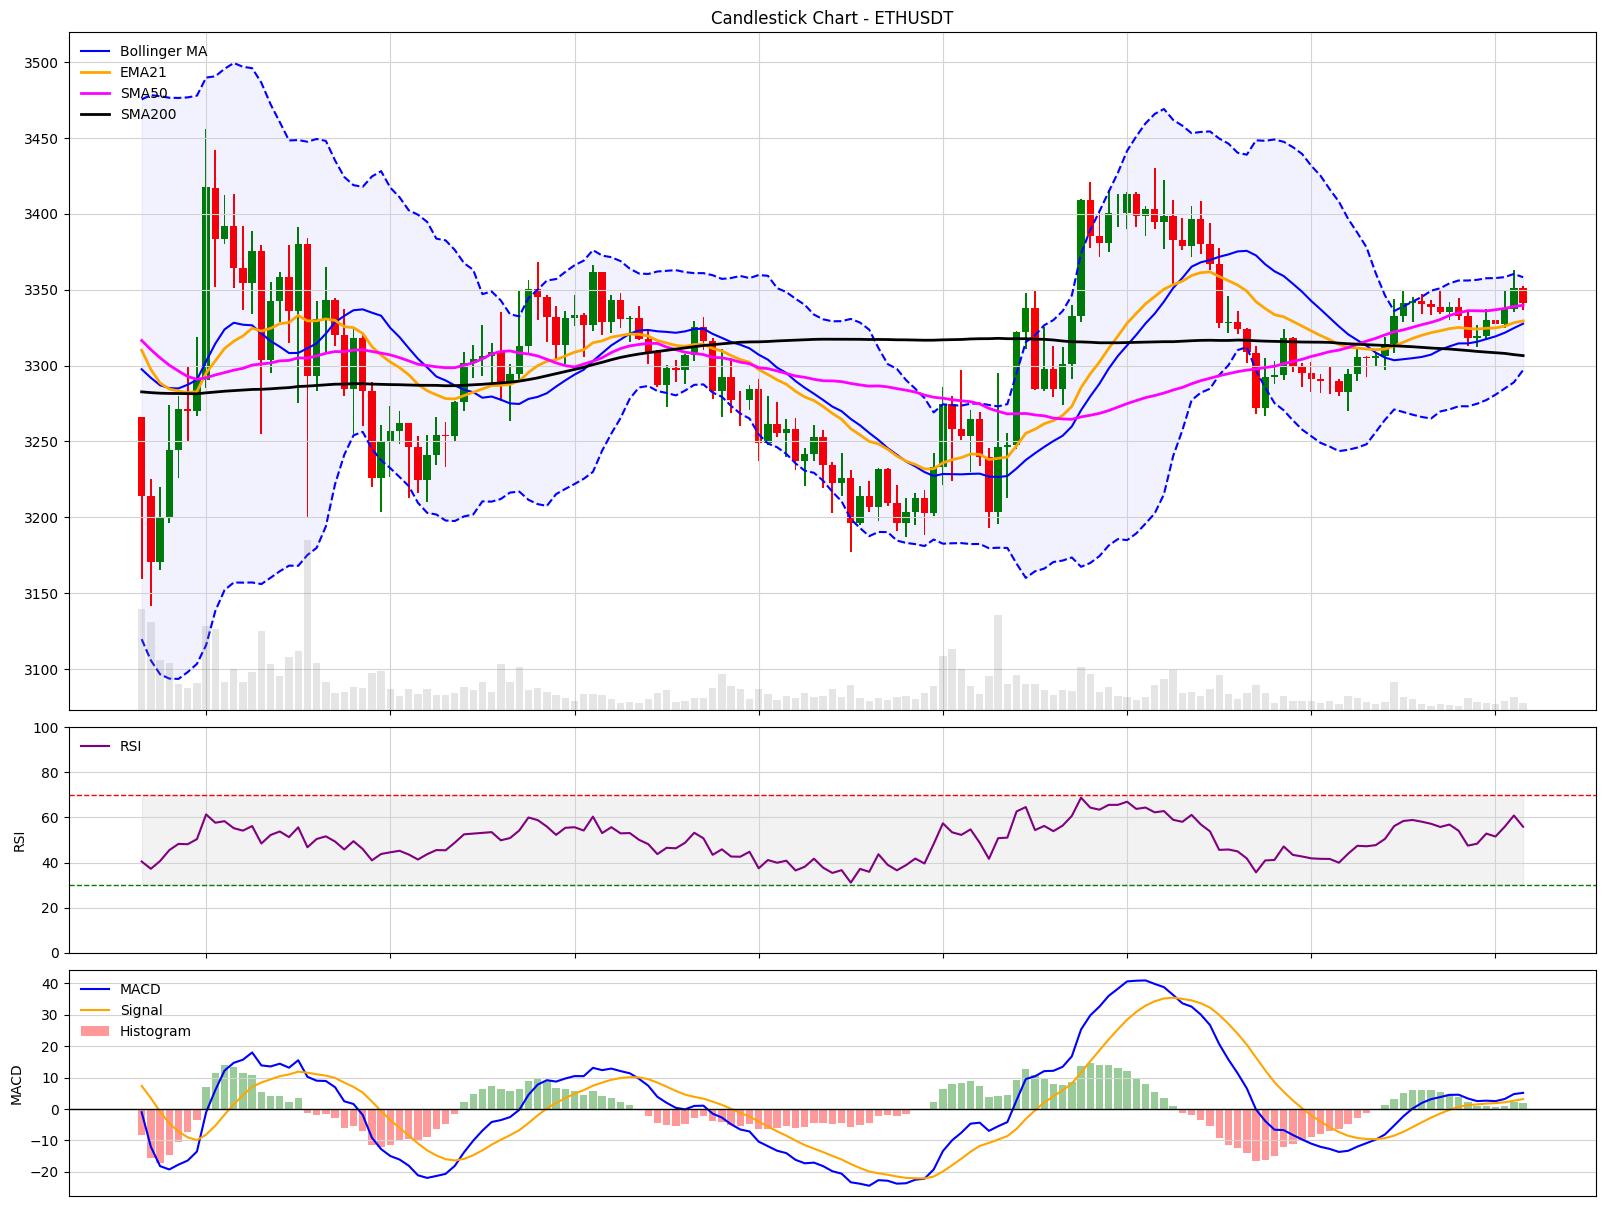 Candlestick Chart - ETHUSDT
Bollinger MA
EMA21
SMA50
SMA200
3500
3450
3400
3350
3300
3250
3200
3150
3100
RSI
100
80
60
40
20
0
RSI
MACD
Signal
Histogram
40
30
20
10
0
−10
−20
MACD